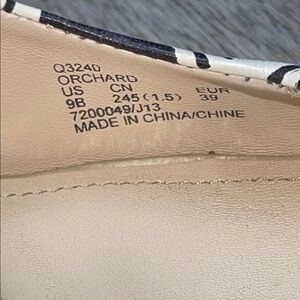 Q3240
ORCHARD
US CN EUR
9B 245(1.5) 39
7200049/J13
MADE IN CHINA/CHINE